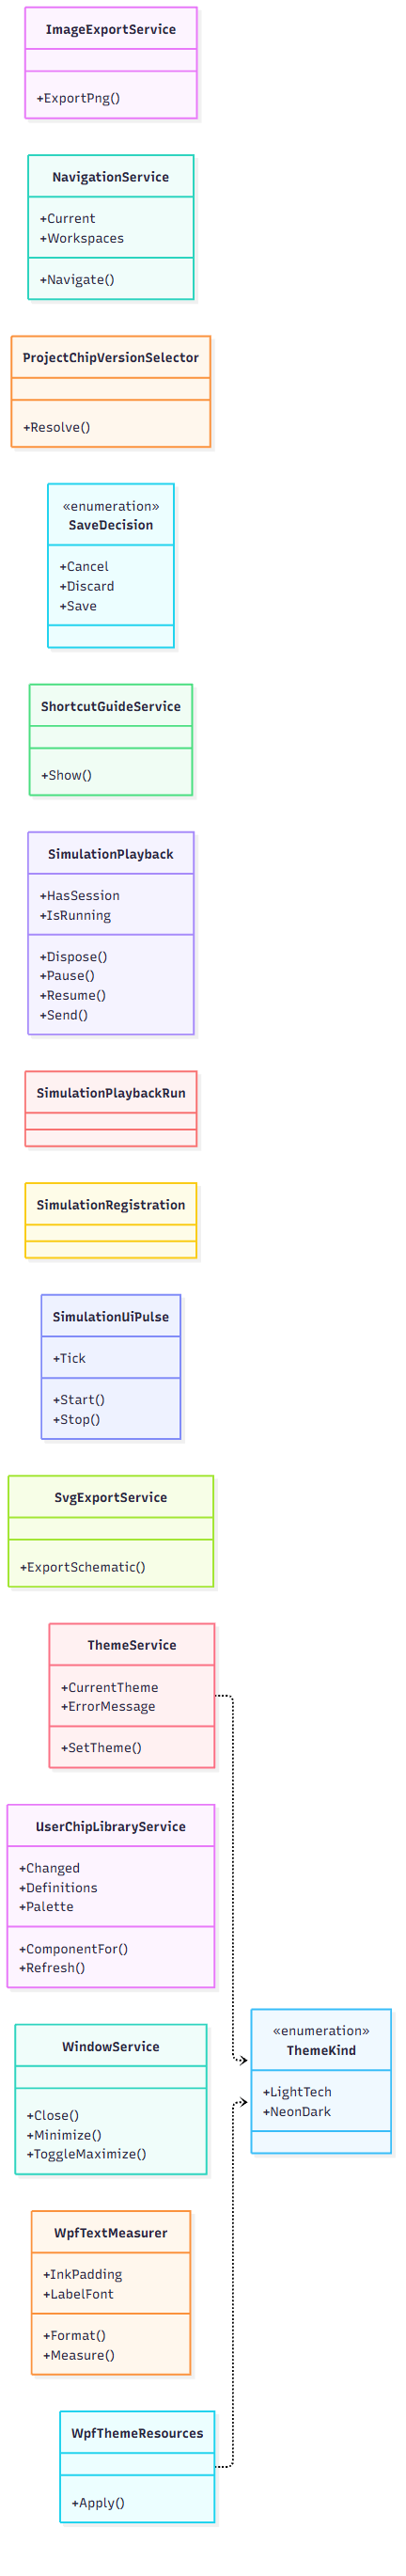 ImageExportService
+ExportPng()
NavigationService
+Current
+Workspaces
+Navigate()
ProjectChipVersionSelector
+Resolve()
«enumeration»
SaveDecision
+Cancel
+Discard
+Save
ShortcutGuideService
+Show()
SimulationPlayback
+HasSession
+IsRunning
+Dispose()
+Pause()
+Resume()
+Send()
SimulationPlaybackRun
SimulationRegistration
SimulationUiPulse
+Tick
+Start()
+Stop()
SvgExportService
+ExportSchematic()
ThemeService
+CurrentTheme
+ErrorMessage
+SetTheme()
UserChipLibraryService
+Changed
+Definitions
+Palette
+ComponentFor()
+Refresh()
WindowService
+Close()
+Minimize()
+ToggleMaximize()
«enumeration»
ThemeKind
+LightTech
+NeonDark
WpfTextMeasurer
+InkPadding
+LabelFont
+Format()
+Measure()
WpfThemeResources
+Apply()